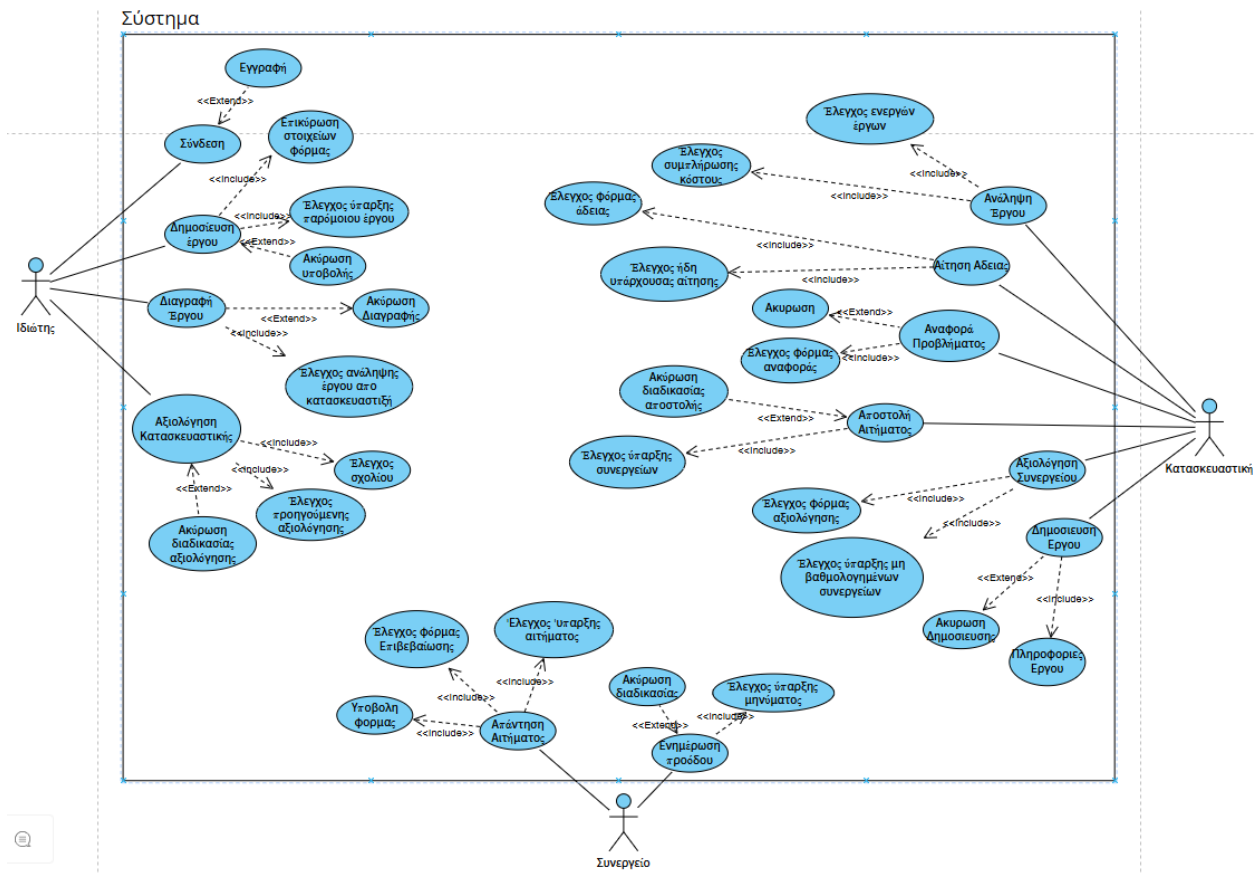 Σύστημα
Εγγραφή
<<Extend>>
Σύνδεση
Επικύρωση
στοιχείων
φόρμας
<<Include>>
Δημοσίευση
έργου
<<Include>>
Έλεγχος ύπαρξης
παρόμοιου έργου
<<Extend>>
Ακύρωση
υποβολής
Διαγραφή
Έργου
<<Extend>>
Ακύρωση
Διαγραφής
<<Include>>
Έλεγχος ανάληψης
έργου απο
κατασκευαστιξή
Ιδιώτης
Αξιολόγηση
Κατασκευαστικής
<<Include>>
Έλεγχος
σχολίου
<<Include>>
Έλεγχος
προηγούμενης
αξιολόγησης
<<Extend>>
Ακύρωση
διαδικασίας
αξιολόγησης
Έλεγχος ενεργών
έργων
<<Include>>
Έλεγχος
συμπλήρωσης
κόστους
<<Include>>
Ανάληψη
Έργου
Έλεγχος φόρμας
άδειας
<<Include>>
Αίτηση Αδειας
Έλεγχος ήδη
υπάρχουσας αίτησης
<<Include>>
Ακυρωση
<<Extend>>
Αναφορά
Προβλήματος
Έλεγχος φόρμας
αναφοράς
<<Include>>
Ακύρωση
διαδικασίας
αποστολής
<<Extend>>
Αποστολή
Αιτήματος
Έλεγχος ύπαρξης
συνεργείων
<<Include>>
Κατασκευαστική
Αξιολόγηση
Συνεργείου
<<Include>>
Έλεγχος φόρμας
αξιολόγησης
<<Include>>
Έλεγχος ύπαρξης μη
βαθμολογημένων
συνεργείων
Δημοσιευση
Εργου
<<Extend>>
<<Include>>
Ακυρωση
Δημοσιευσης
Πληροφοριες
Εργου
Έλεγχος φόρμας
Επιβεβαίωσης
'Ελεγχος 'υπαρξης
αιτήματος
<<Include>>
<<Include>>
Υποβολη
φορμας
<<Include>>
Απάντηση
Αιτήματος
Ακύρωση
διαδικασίας
Έλεγχος ύπαρξης
μηνύματος
<<Extend>>
<<Include>>
Ενημέρωση
προόδου
Συνεργείο